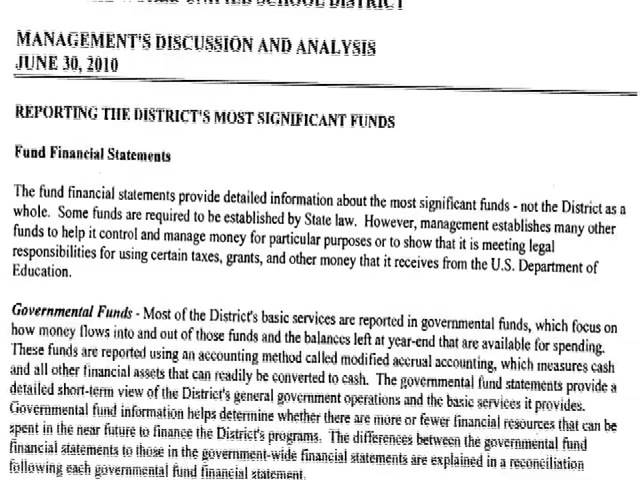 UNIFIED SCHOOL DISTRICT
MANAGEMENT'S DISCUSSION AND ANALYSIS
JUNE 30, 2010
REPORTING THE DISTRICT'S MOST SIGNIFICANT FUNDS
Fund Financial Statements
The fund financial statements provide detailed information about the most significant funds - not the District as a
whole. Some funds are required to be established by State law. However, management establishes many other
funds to help it control and manage money for particular purposes or to show that it is meeting legal
responsibilities for using certain taxes, grants, and other money that it receives from the U.S. Department of
Education.
Governmental Funds - Most of the District's basic services are reported in governmental funds, which focus on
how money flows into and out of those funds and the balances left at year-end that are available for spending.
These funds are reported using an accounting method called modified accrual accounting, which measures cash
and all other financial assets that can readily be converted to cash. The governmental fund statements provide a
detailed short-term view of the District's general government operations and the basic services it provides.
Governmental fund information helps determine whether there are more or fewer financial resources that can be
spent in the near future to finance the District's programs. The differences between the governmental fund
financial statements to those in the government-wide financial statements are explained in a reconciliation
following each governmental fund financial statement.